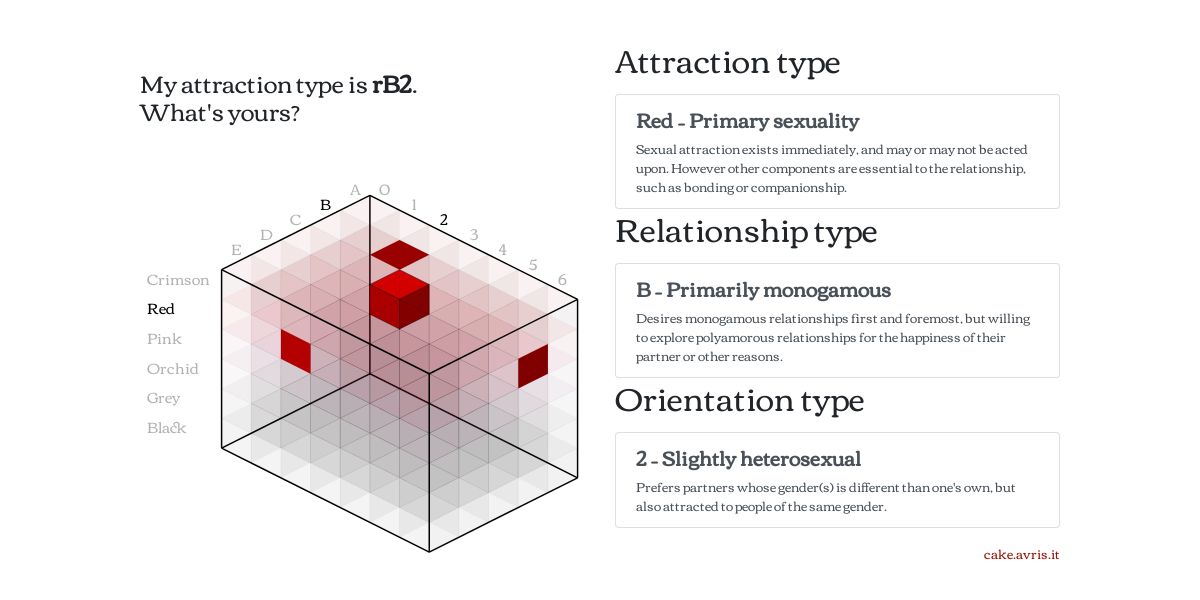 My attraction type is rB2.
What's yours?
A O
B 1
C 2
D 3
E 4
5
6
Crimson
Red
Pink
Orchid
Grey
Black
Attraction type
Red - Primary sexuality
Sexual attraction exists immediately, and may or may not be acted
upon. However other components are essential to the relationship,
such as bonding or companionship.
Relationship type
B - Primarily monogamous
Desires monogamous relationships first and foremost, but willing
to explore polyamorous relationships for the happiness of their
partner or other reasons.
Orientation type
2 - Slightly heterosexual
Prefers partners whose gender(s) is different than one's own, but
also attracted to people of the same gender.
cake.avris.it